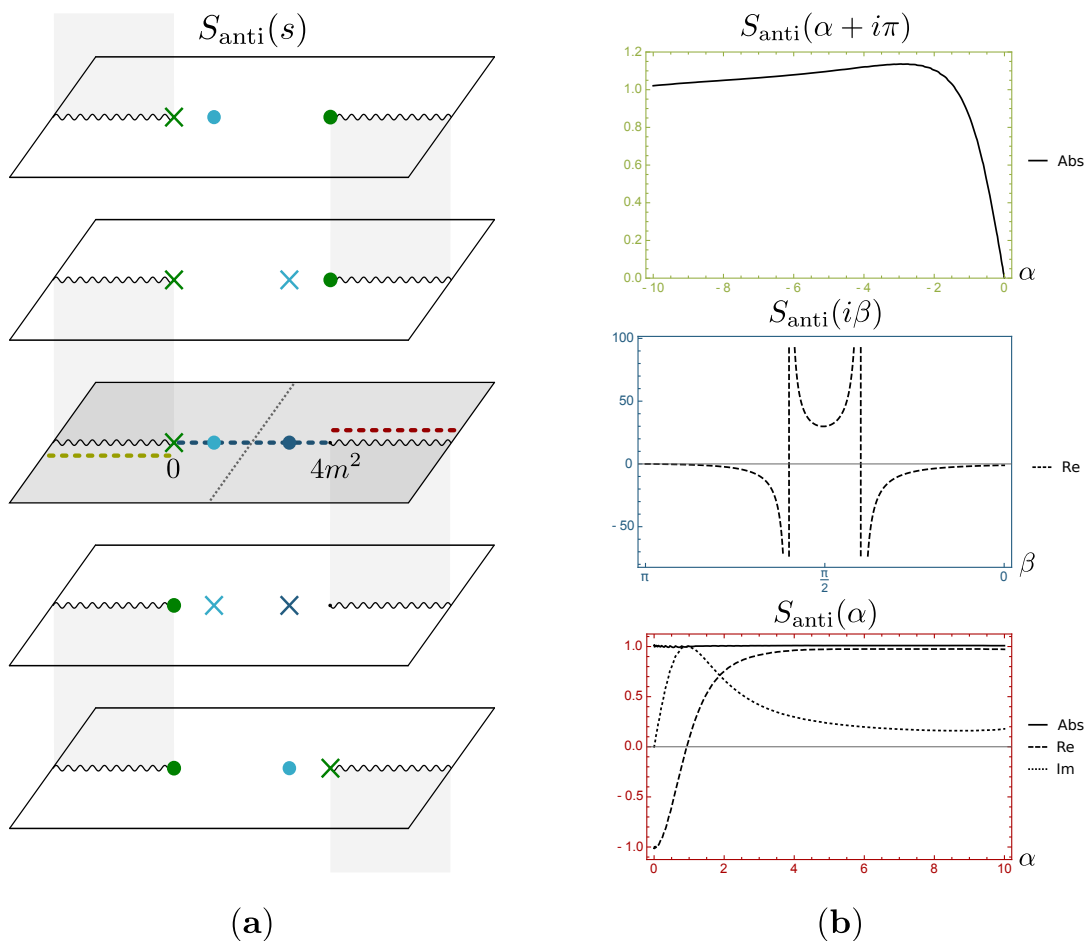 S_anti(s)
0
4m²
(a)
S_anti(α + iπ)
1.2
1.0
0.8
0.6
0.4
0.2
0.0
- 10 - 8 - 6 - 4 - 2 0
α
Abs
S_anti(iβ)
100
50
0
- 50
π π/2 0
β
Re
S_anti(α)
1.0
0.5
0.0
- 0.5
- 1.0
0 2 4 6 8 10
α
Abs
Re
Im
(b)